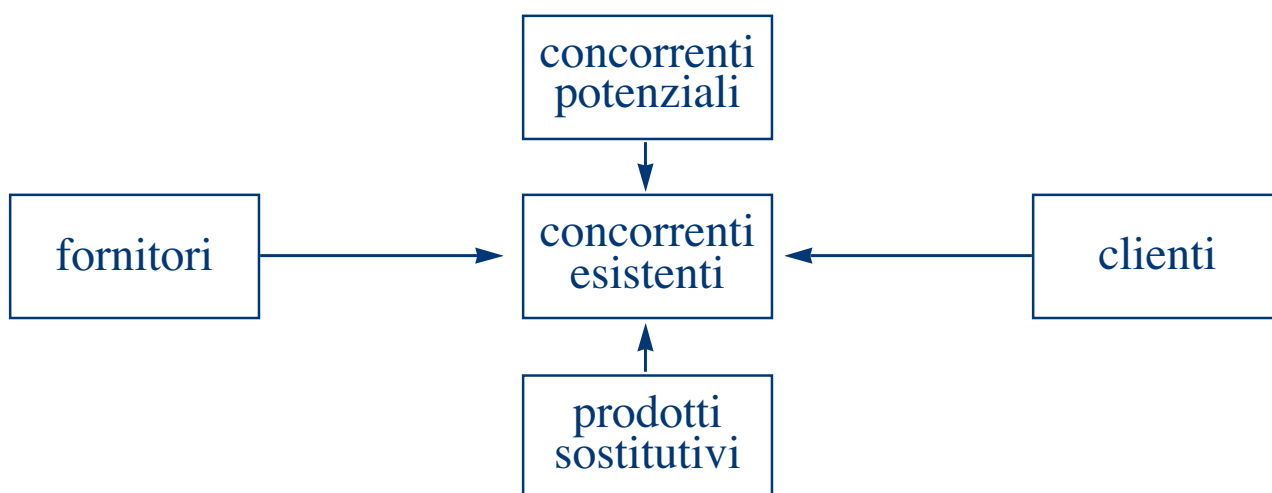 concorrenti
potenziali
fornitori
concorrenti
esistenti
clienti
prodotti
sostitutivi